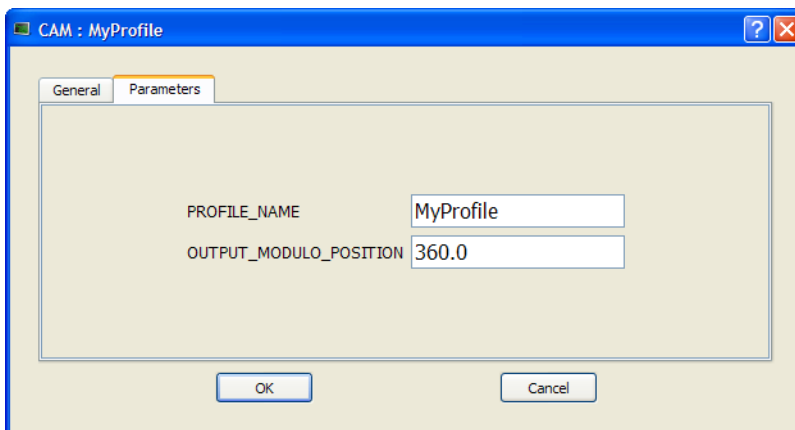 CAM : MyProfile
General Parameters
PROFILE_NAME MyProfile
OUTPUT_MODULO_POSITION 360.0
OK Cancel